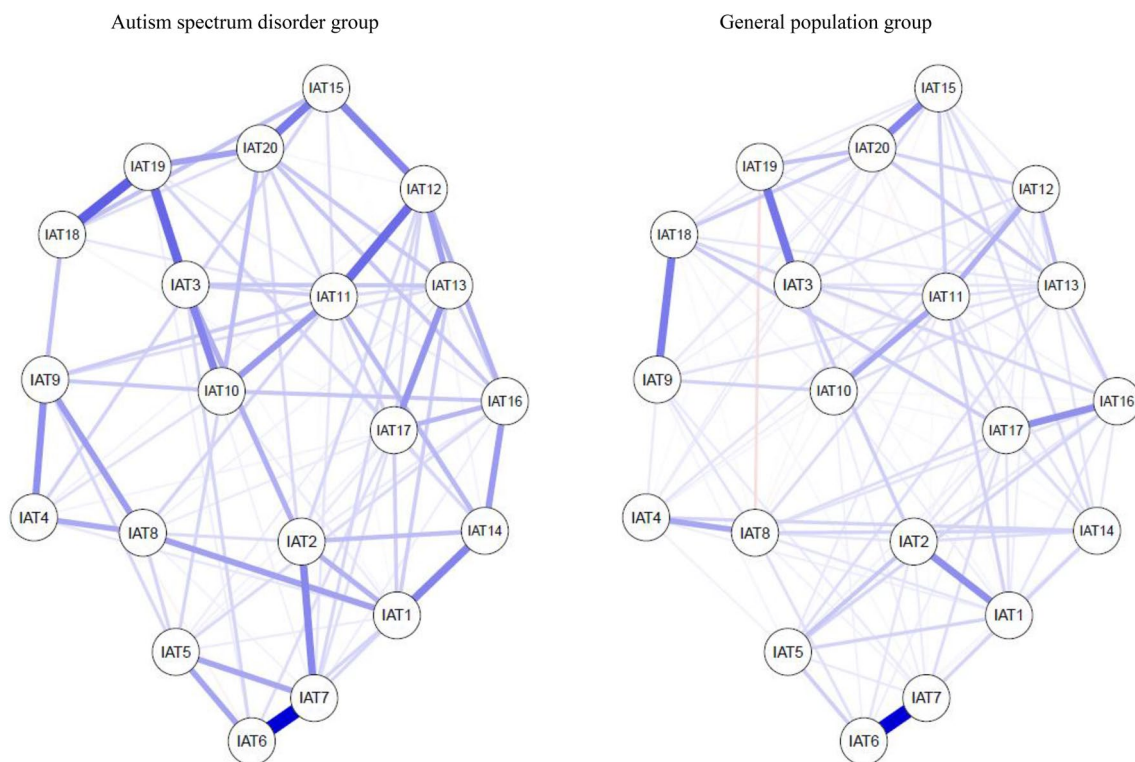 Autism spectrum disorder group
General population group
IAT15
IAT20
IAT19
IAT12
IAT18
IAT3
IAT11
IAT13
IAT9
IAT10
IAT16
IAT17
IAT4
IAT8
IAT2
IAT14
IAT1
IAT5
IAT7
IAT6
IAT15
IAT20
IAT19
IAT12
IAT18
IAT3
IAT11
IAT13
IAT9
IAT10
IAT16
IAT17
IAT4
IAT8
IAT2
IAT14
IAT1
IAT5
IAT7
IAT6